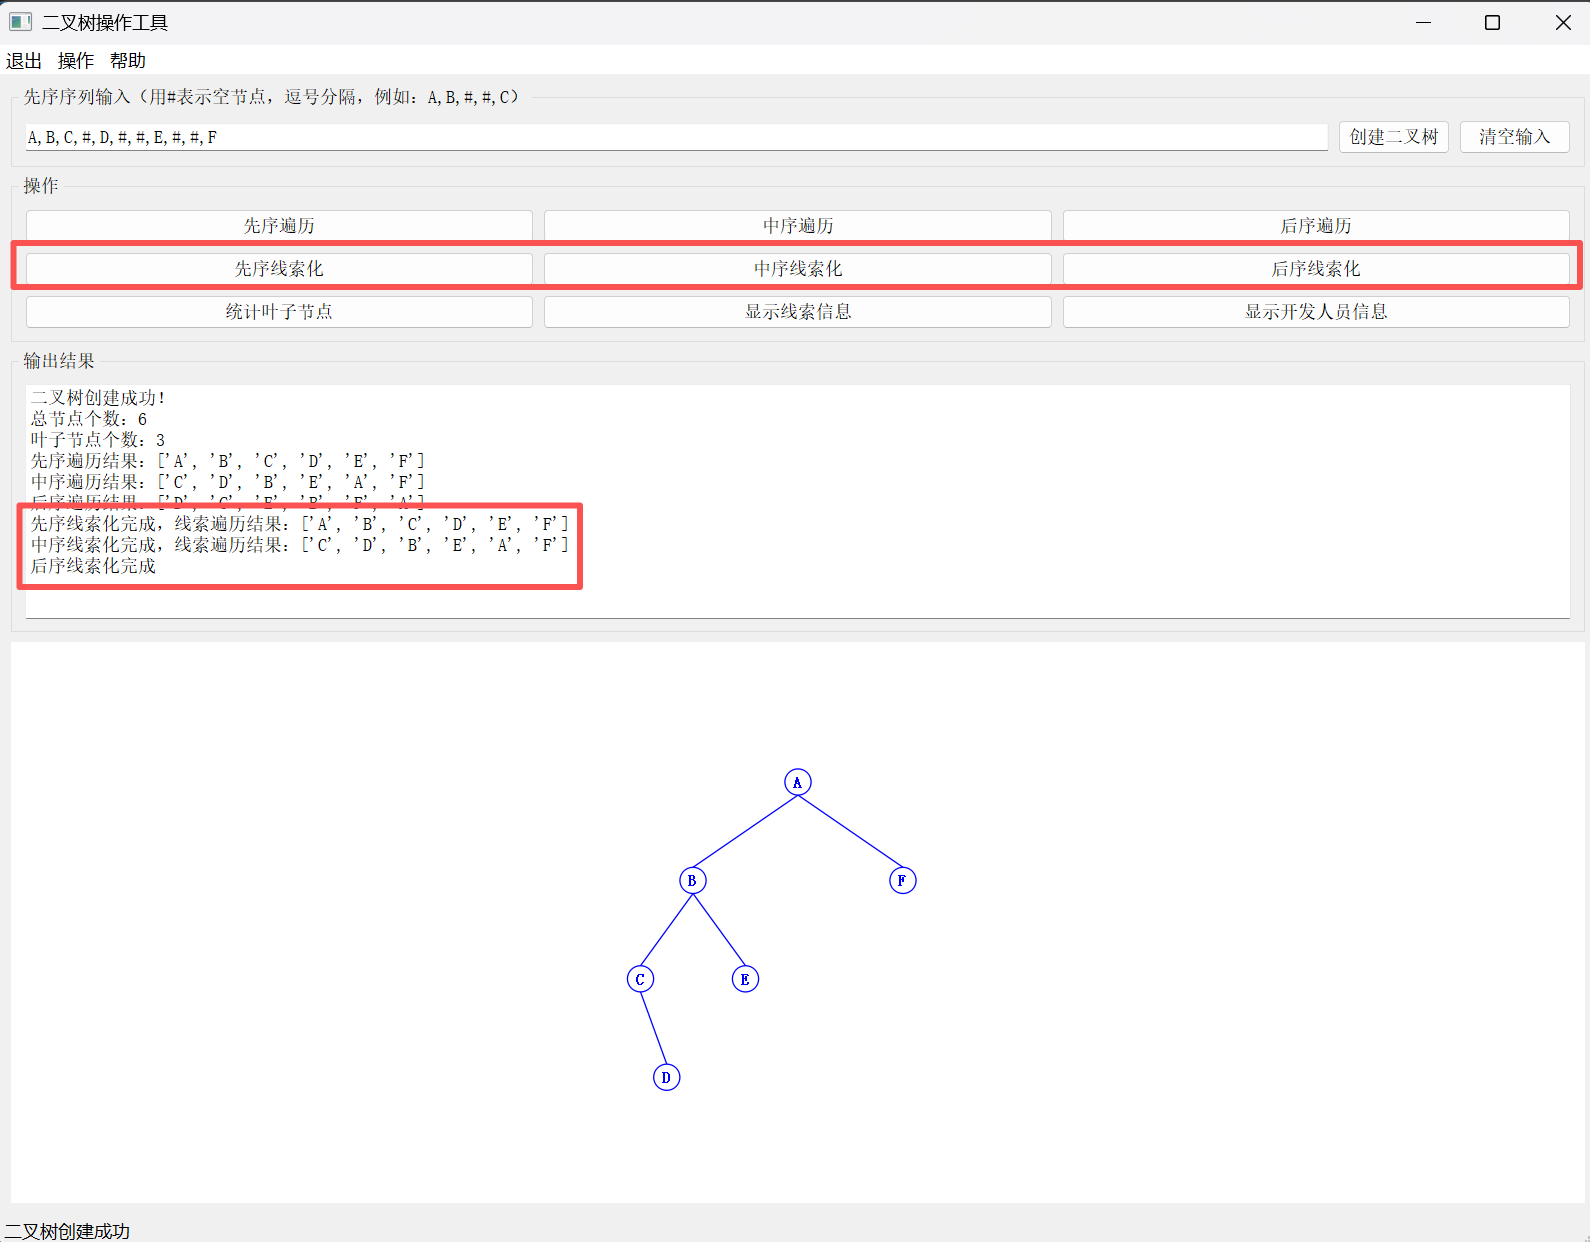 二叉树操作工具
退出 操作 帮助
先序序列输入（用#表示空节点，逗号分隔，例如：A,B,#,#,C）
A,B,C,#,D,#,#,E,#,#,F 创建二叉树 清空输入
操作
先序遍历 中序遍历 后序遍历
先序线索化 中序线索化 后序线索化
统计叶子节点 显示线索信息 显示开发人员信息
输出结果
二叉树创建成功！
总节点个数：6
叶子节点个数：3
先序遍历结果：['A', 'B', 'C', 'D', 'E', 'F']
中序遍历结果：['C', 'D', 'B', 'E', 'A', 'F']
后序遍历结果：['D', 'C', 'E', 'B', 'F', 'A']
先序线索化完成，线索遍历结果：['A', 'B', 'C', 'D', 'E', 'F']
中序线索化完成，线索遍历结果：['C', 'D', 'B', 'E', 'A', 'F']
后序线索化完成
A
B F
C E
D
二叉树创建成功